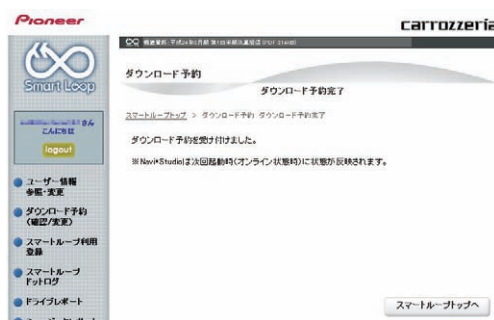 Pioneer
carrozzeria
Smart Loop
さん
こんにちは
logout
ユーザー情報
参照・変更
ダウンロード予約
(確認/変更)
スマートループ利用
登録
スマートループ
ドットログ
ドライブレポート
ダウンロード予約
ダウンロード予約完了
スマートループトップ > ダウンロード予約 ダウンロード予約完了
ダウンロード予約を受け付けました。
※Navi*Studioは次回起動時(オンライン状態時)に状態が反映されます。
スマートループトップへ